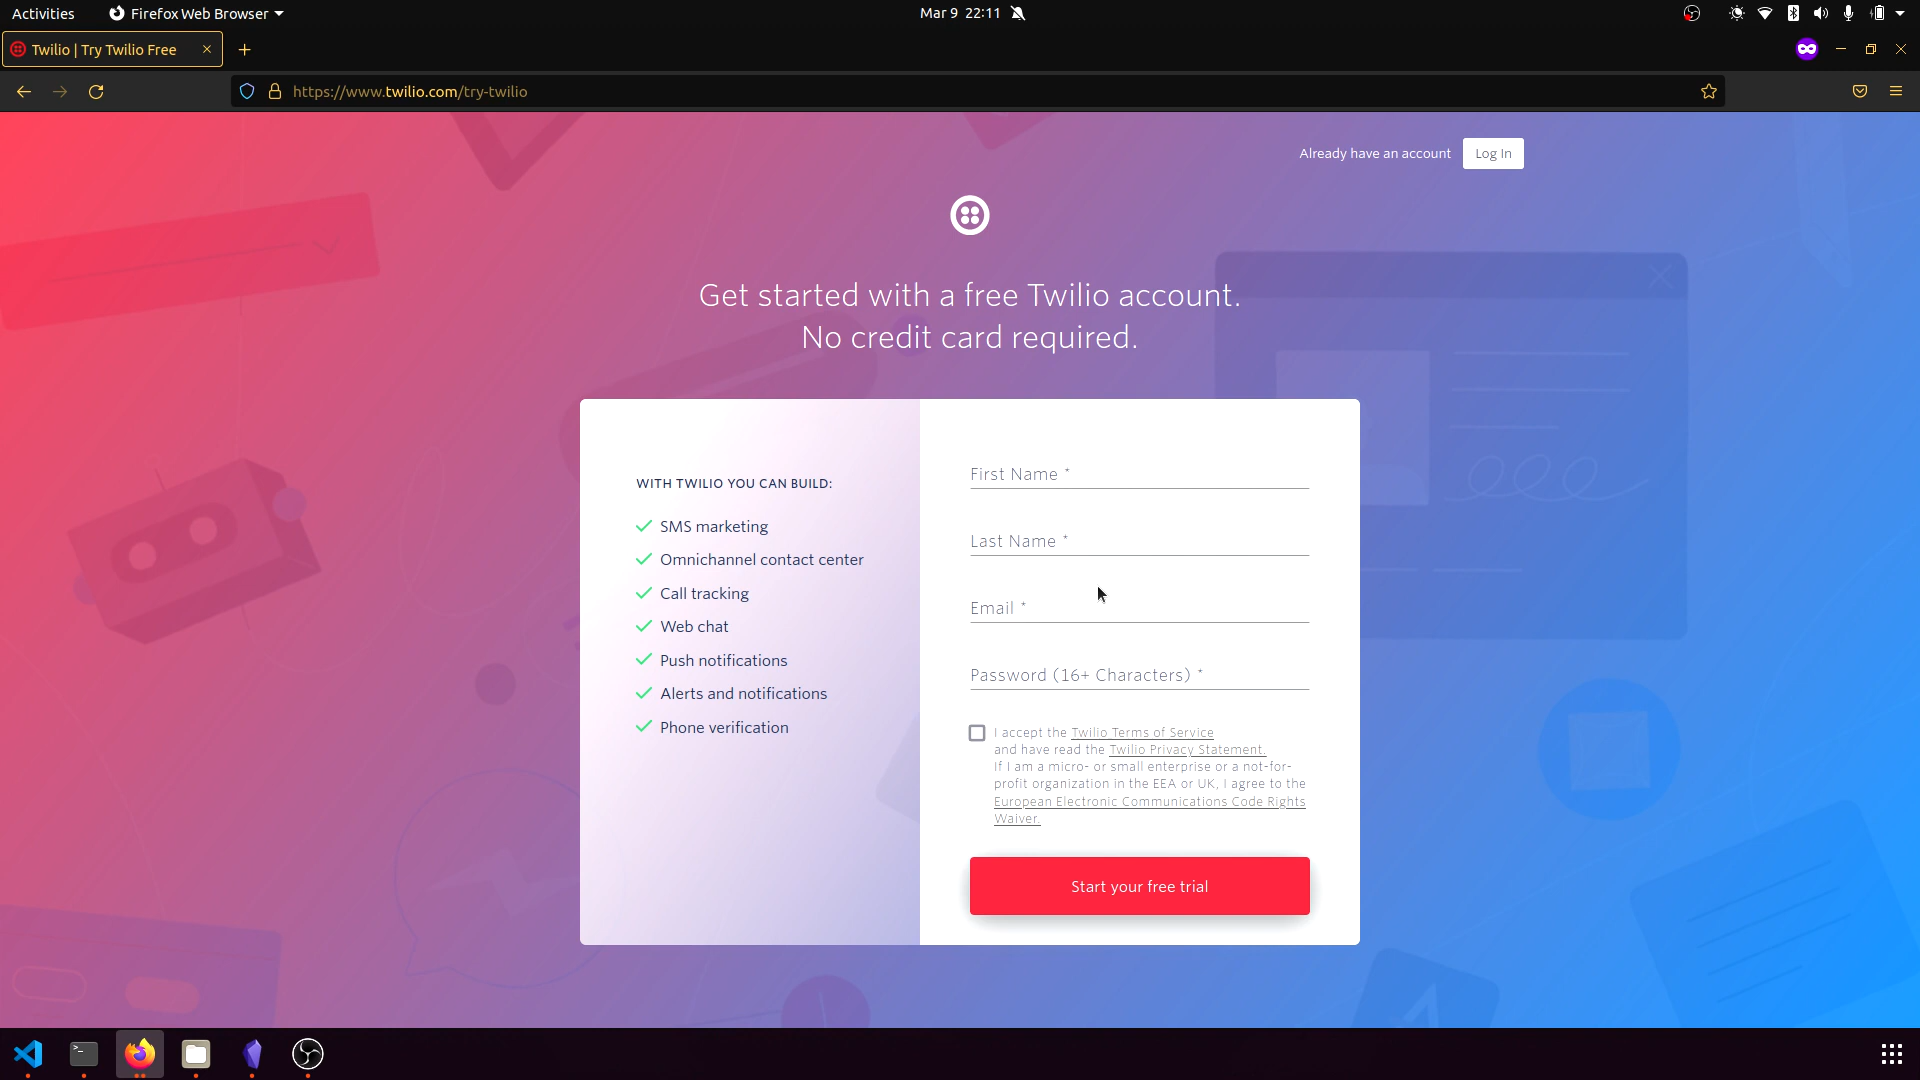 Activities
Firefox Web Browser
Mar 9 22:11
Twilio | Try Twilio Free
https://www.twilio.com/try-twilio
Already have an account
Log In
Get started with a free Twilio account.
No credit card required.
WITH TWILIO YOU CAN BUILD:
SMS marketing
Omnichannel contact center
Call tracking
Web chat
Push notifications
Alerts and notifications
Phone verification
First Name *
Last Name *
Email *
Password (16+ Characters) *
I accept the Twilio Terms of Service
and have read the Twilio Privacy Statement.
If I am a micro- or small enterprise or a not-for-
profit organization in the EEA or UK, I agree to the
European Electronic Communications Code Rights
Waiver.
Start your free trial